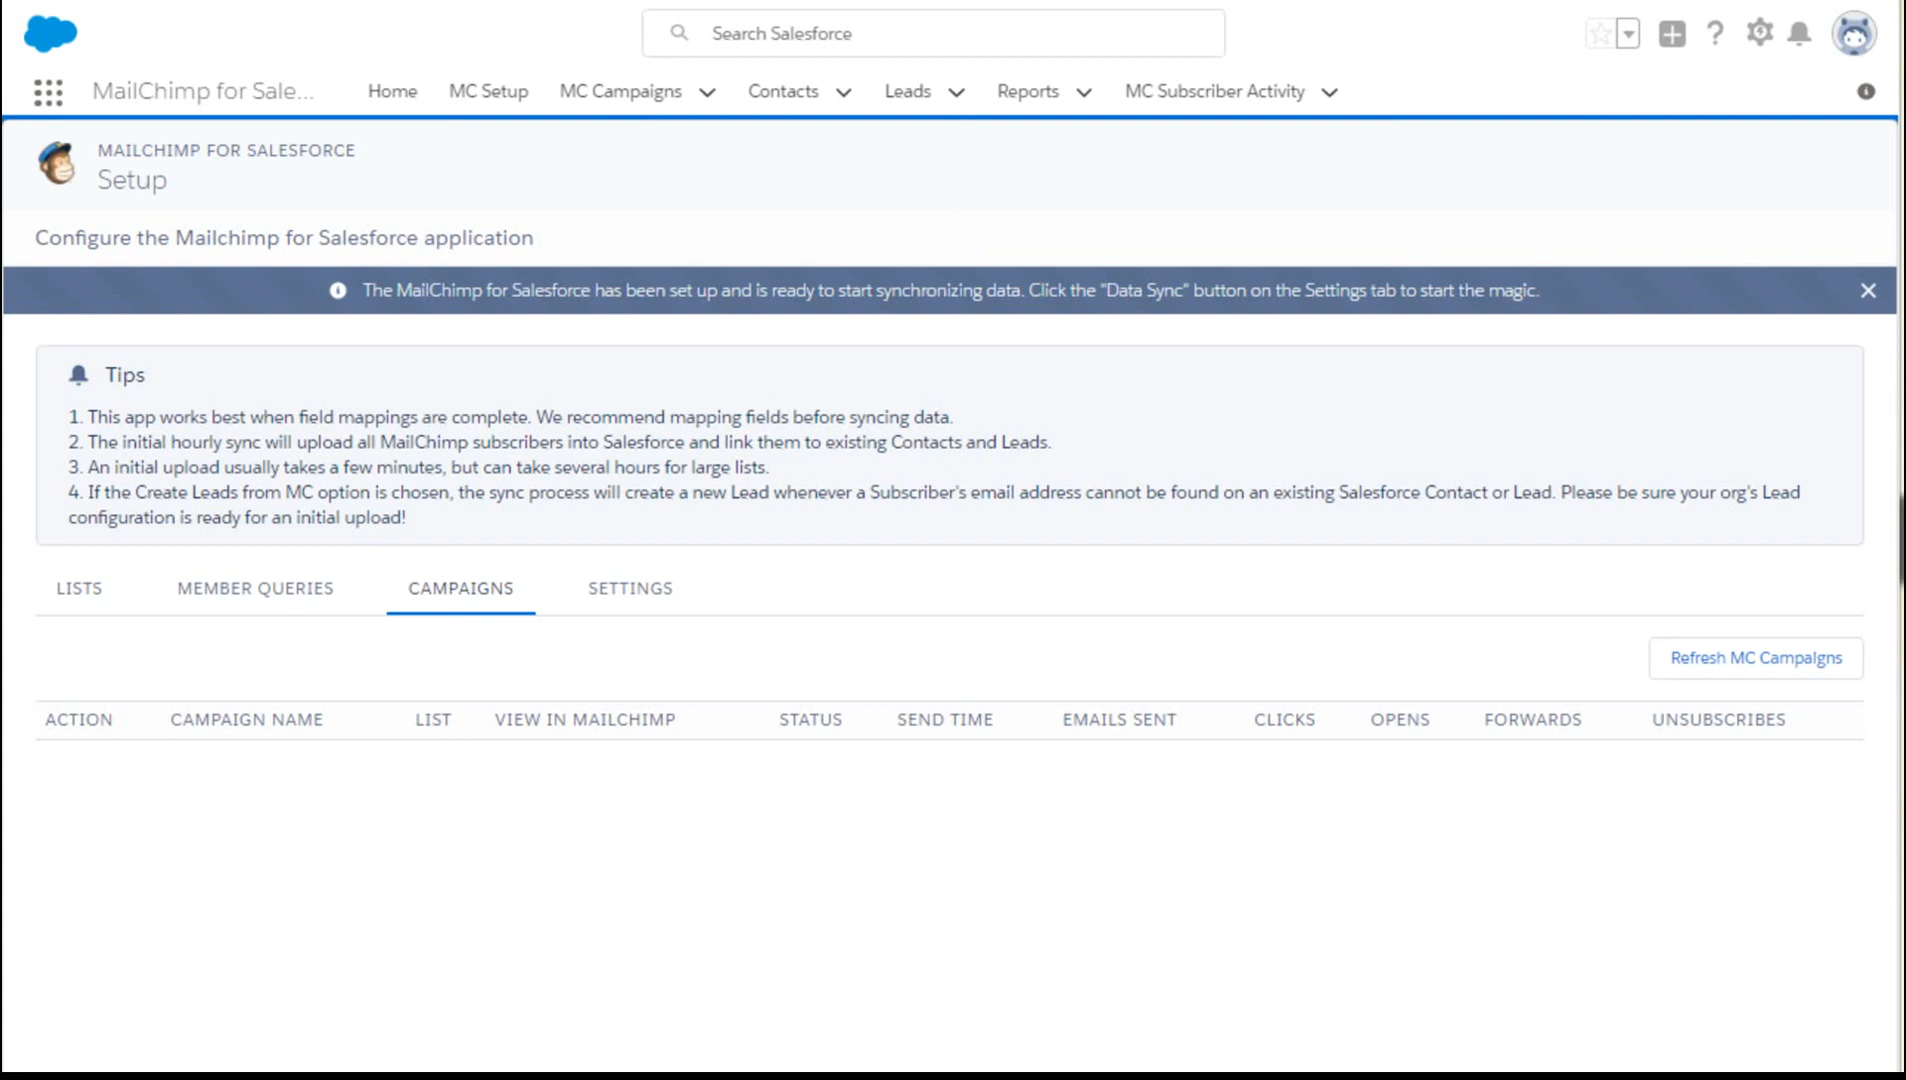 Search Salesforce
MailChimp for Sale...
Home
MC Setup
MC Campaigns
Contacts
Leads
Reports
MC Subscriber Activity
MAILCHIMP FOR SALESFORCE
Setup
Configure the Mailchimp for Salesforce application
The MailChimp for Salesforce has been set up and is ready to start synchronizing data. Click the "Data Sync" button on the Settings tab to start the magic.
Tips
1. This app works best when field mappings are complete. We recommend mapping fields before syncing data.
2. The initial hourly sync will upload all MailChimp subscribers into Salesforce and link them to existing Contacts and Leads.
3. An initial upload usually takes a few minutes, but can take several hours for large lists.
4. If the Create Leads from MC option is chosen, the sync process will create a new Lead whenever a Subscriber's email address cannot be found on an existing Salesforce Contact or Lead. Please be sure your org's Lead
configuration is ready for an initial upload!
LISTS
MEMBER QUERIES
CAMPAIGNS
SETTINGS
Refresh MC Campaigns
ACTION
CAMPAIGN NAME
LIST
VIEW IN MAILCHIMP
STATUS
SEND TIME
EMAILS SENT
CLICKS
OPENS
FORWARDS
UNSUBSCRIBES